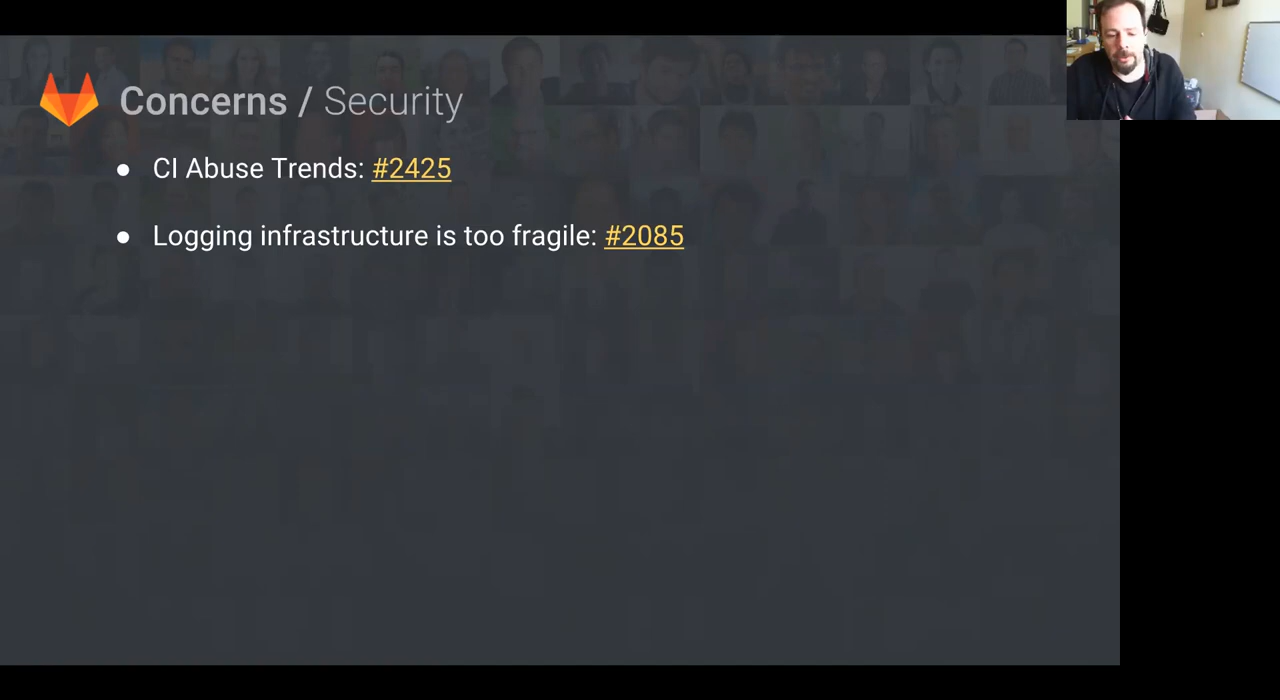 Concerns / Security
● CI Abuse Trends: #2425
● Logging infrastructure is too fragile: #2085